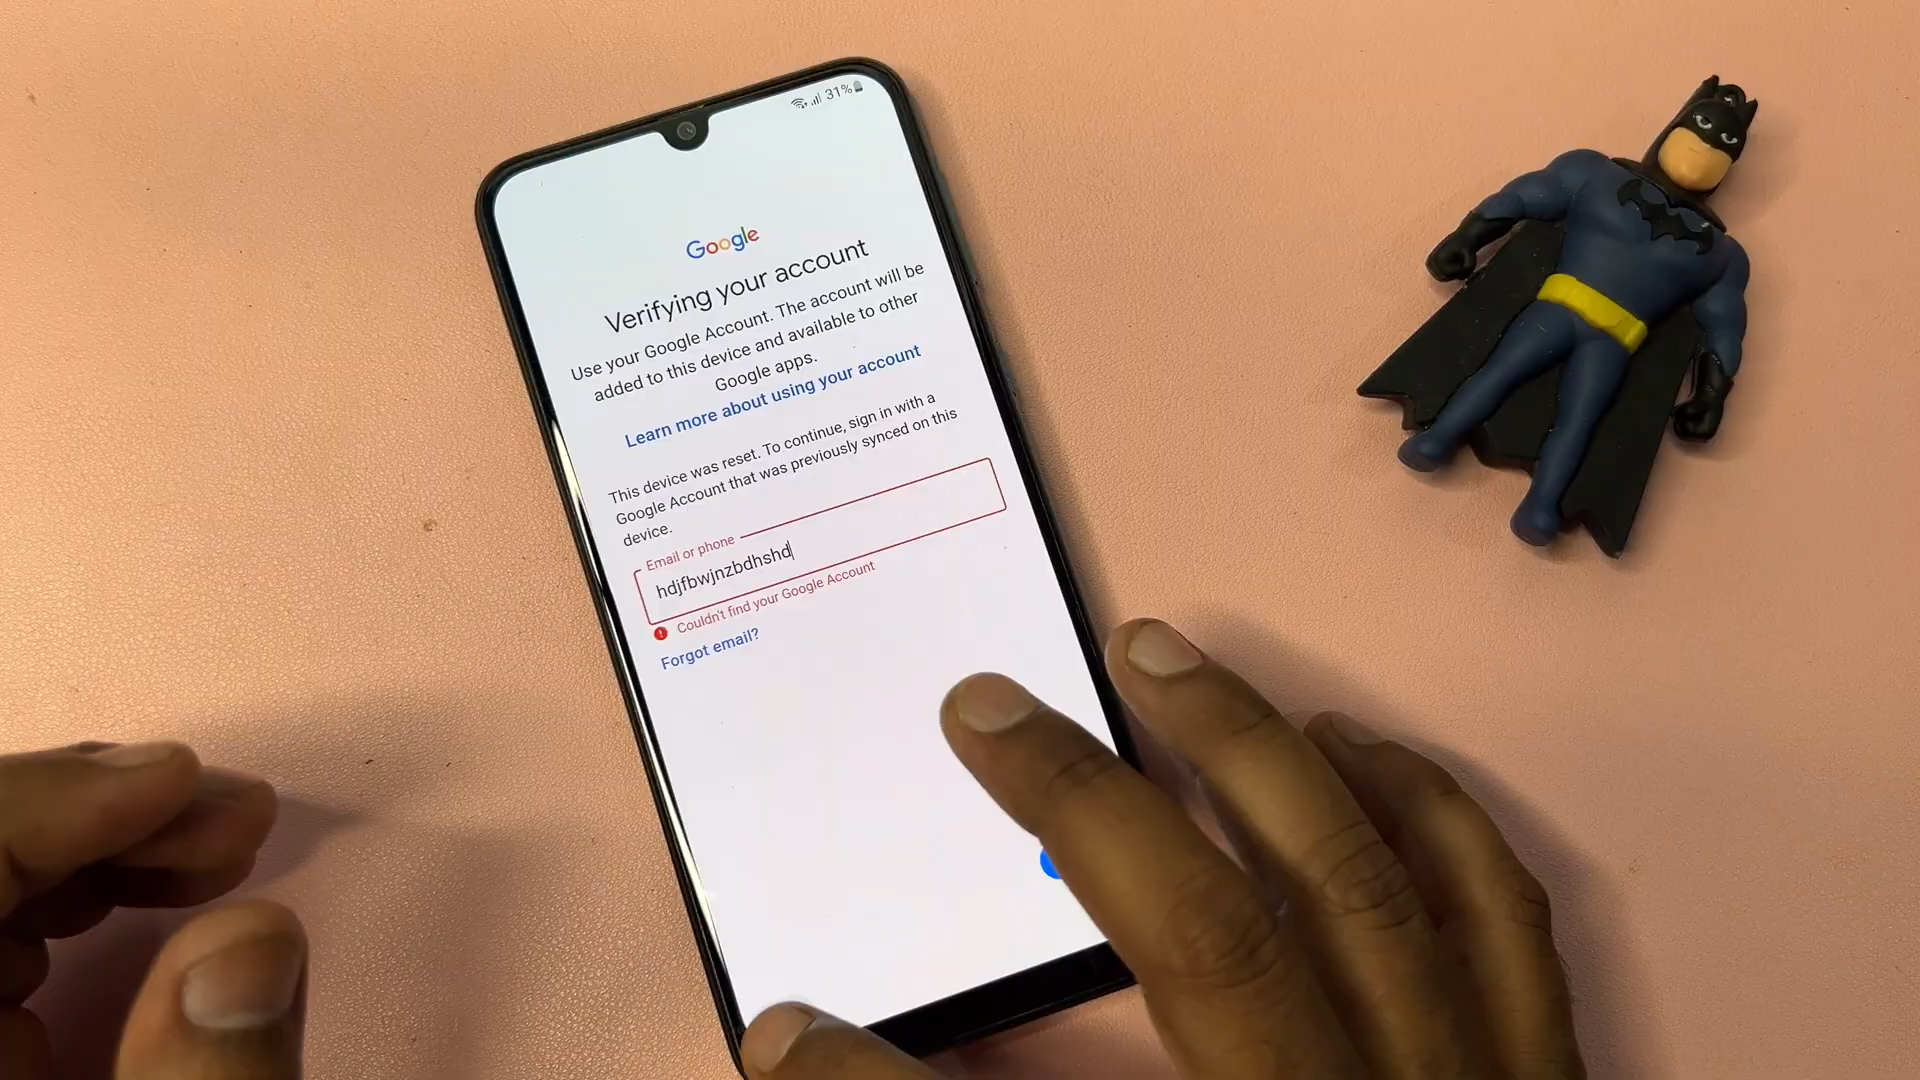 31%
Google
Verifying your account
Use your Google Account. The account will be
added to this device and available to other
Google apps.
Learn more about using your account
This device was reset. To continue, sign in with a
Google Account that was previously synced on this
device.
Email or phone
hdjfbwjnzbdhshd
Couldn't find your Google Account
Forgot email?